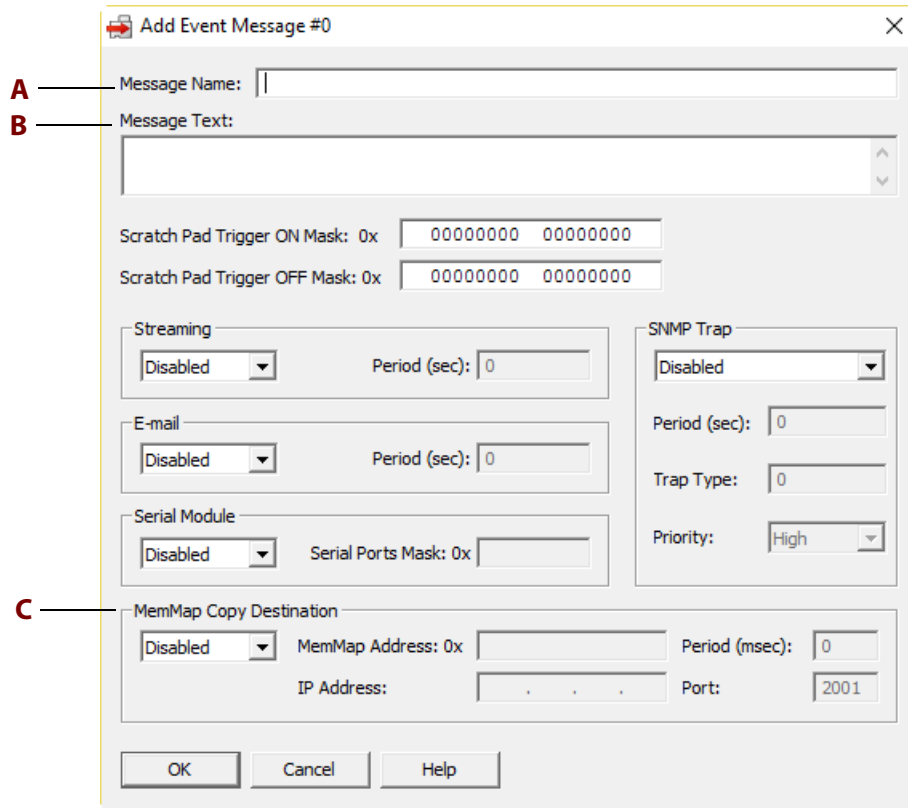 Add Event Message #0
A
Message Name:
B
Message Text:
Scratch Pad Trigger ON Mask: 0x 00000000 00000000
Scratch Pad Trigger OFF Mask: 0x 00000000 00000000
Streaming
Disabled Period (sec): 0
E-mail
Disabled Period (sec): 0
Serial Module
Disabled Serial Ports Mask: 0x
SNMP Trap
Disabled
Period (sec): 0
Trap Type: 0
Priority: High
C
MemMap Copy Destination
Disabled MemMap Address: 0x Period (msec): 0
IP Address: . . . Port: 2001
OK Cancel Help